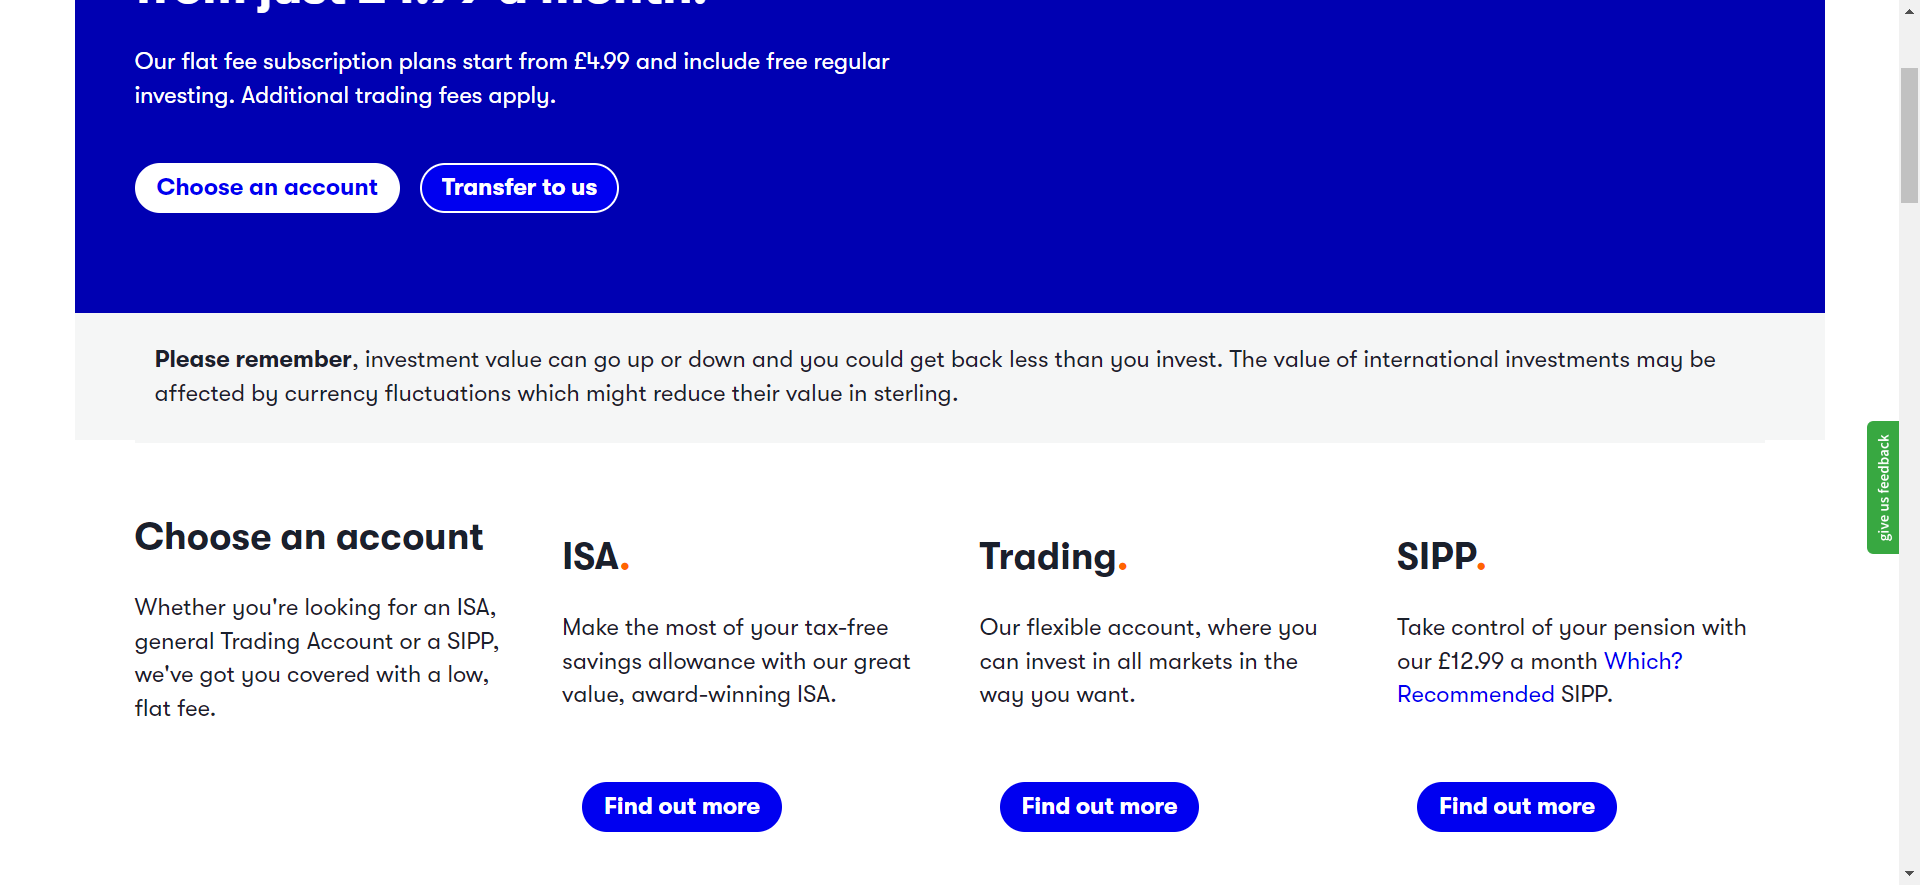 from just £4.99 a month.
Our flat fee subscription plans start from £4.99 and include free regular
investing. Additional trading fees apply.
Choose an account
Transfer to us
Please remember, investment value can go up or down and you could get back less than you invest. The value of international investments may be
affected by currency fluctuations which might reduce their value in sterling.
give us feedback
Choose an account
Whether you're looking for an ISA,
general Trading Account or a SIPP,
we've got you covered with a low,
flat fee.
ISA.
Make the most of your tax-free
savings allowance with our great
value, award-winning ISA.
Find out more
Trading.
Our flexible account, where you
can invest in all markets in the
way you want.
Find out more
SIPP.
Take control of your pension with
our £12.99 a month Which?
Recommended SIPP.
Find out more